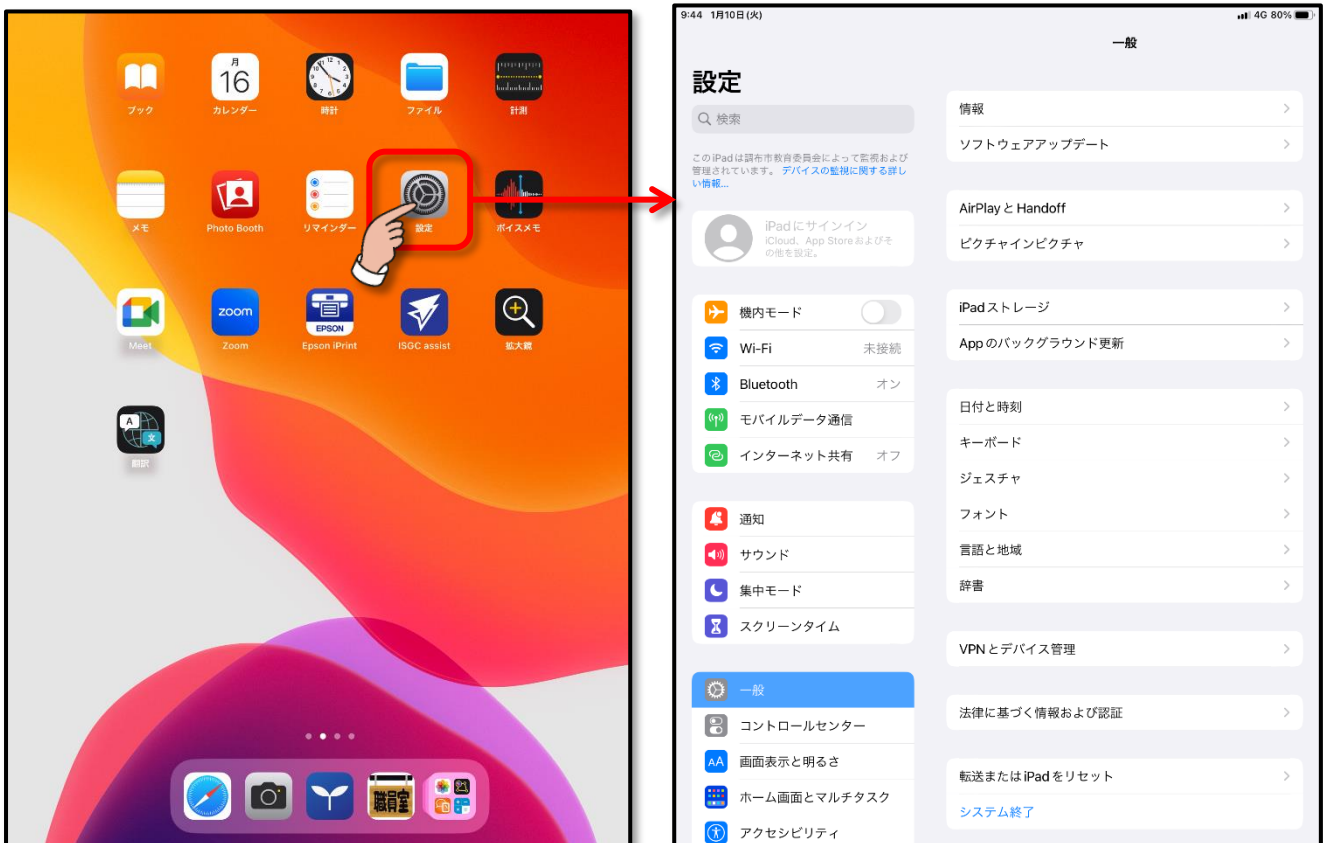 月
16
ブック
カレンダー
時計
ファイル
計測
メモ
Photo Booth
リマインダー
設定
ボイスメモ
zoom
EPSON
Meet
Zoom
Epson iPrint
ISGC assist
拡大鏡
A
文
翻訳
職員室
9:44 1月10日(火)
4G 80%
設定
検索
このiPadは調布市教育委員会によって監視および
管理されています。デバイスの監視に関する詳し
い情報...
iPadにサインイン
iCloud、App Storeおよびそ
の他を設定。
機内モード
Wi-Fi 未接続
Bluetooth オン
モバイルデータ通信
インターネット共有 オフ
通知
サウンド
集中モード
スクリーンタイム
一般
コントロールセンター
AA 画面表示と明るさ
ホーム画面とマルチタスク
アクセシビリティ
一般
情報
ソフトウェアアップデート
AirPlayとHandoff
ピクチャインピクチャ
iPadストレージ
Appのバックグラウンド更新
日付と時刻
キーボード
ジェスチャ
フォント
言語と地域
辞書
VPNとデバイス管理
法律に基づく情報および認証
転送またはiPadをリセット
システム終了